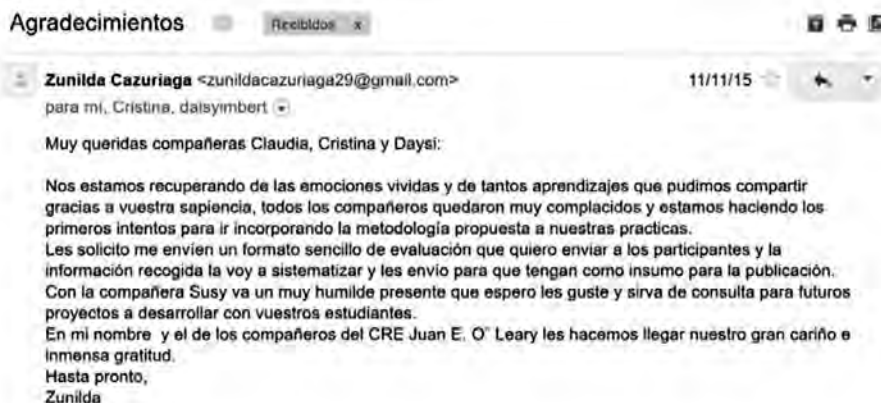 Agradecimientos Recibidos x
Zunilda Cazuriaga <zunildacazuriaga29@gmail.com> 11/11/15
para mí, Cristina, daisyimbert
Muy queridas compañeras Claudia, Cristina y Daysi:
Nos estamos recuperando de las emociones vividas y de tantos aprendizajes que pudimos compartir
gracias a vuestra sapiencia, todos los compañeros quedaron muy complacidos y estamos haciendo los
primeros intentos para ir incorporando la metodología propuesta a nuestras practicas.
Les solicito me envíen un formato sencillo de evaluación que quiero enviar a los participantes y la
información recogida la voy a sistematizar y les envío para que tengan como insumo para la publicación.
Con la compañera Susy va un muy humilde presente que espero les guste y sirva de consulta para futuros
proyectos a desarrollar con vuestros estudiantes.
En mi nombre y el de los compañeros del CRE Juan E. O´ Leary les hacemos llegar nuestro gran cariño e
inmensa gratitud.
Hasta pronto,
Zunilda